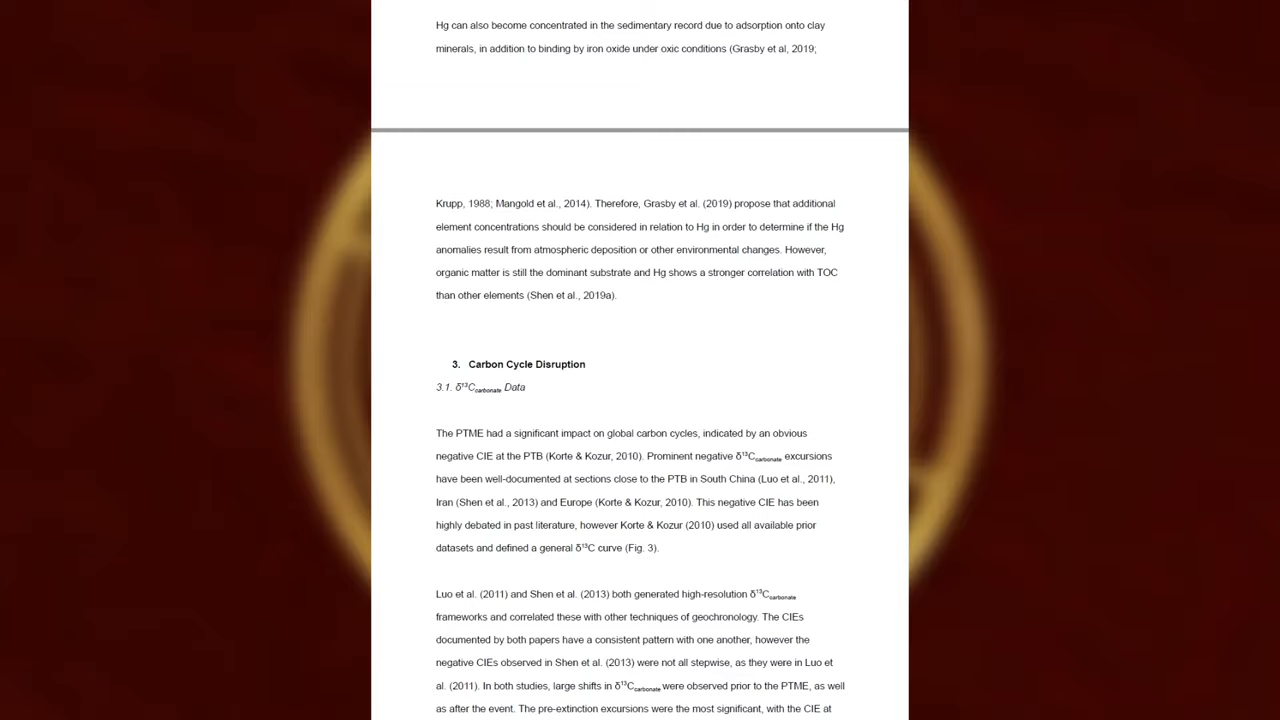 Hg can also become concentrated in the sedimentary record due to adsorption onto clay
minerals, in addition to binding by iron oxide under oxic conditions (Grasby et al, 2019;
Krupp, 1988; Mangold et al., 2014). Therefore, Grasby et al. (2019) propose that additional
element concentrations should be considered in relation to Hg in order to determine if the Hg
anomalies result from atmospheric deposition or other environmental changes. However,
organic matter is still the dominant substrate and Hg shows a stronger correlation with TOC
than other elements (Shen et al., 2019a).
3. Carbon Cycle Disruption
3.1. δ¹³Ccarbonate Data
The PTME had a significant impact on global carbon cycles, indicated by an obvious
negative CIE at the PTB (Korte & Kozur, 2010). Prominent negative δ¹³Ccarbonate excursions
have been well-documented at sections close to the PTB in South China (Luo et al., 2011),
Iran (Shen et al., 2013) and Europe (Korte & Kozur, 2010). This negative CIE has been
highly debated in past literature, however Korte & Kozur (2010) used all available prior
datasets and defined a general δ¹³C curve (Fig. 3).
Luo et al. (2011) and Shen et al. (2013) both generated high-resolution δ¹³Ccarbonate
frameworks and correlated these with other techniques of geochronology. The CIEs
documented by both papers have a consistent pattern with one another, however the
negative CIEs observed in Shen et al. (2013) were not all stepwise, as they were in Luo et
al. (2011). In both studies, large shifts in δ¹³Ccarbonate were observed prior to the PTME, as well
as after the event. The pre-extinction excursions were the most significant, with the CIE at